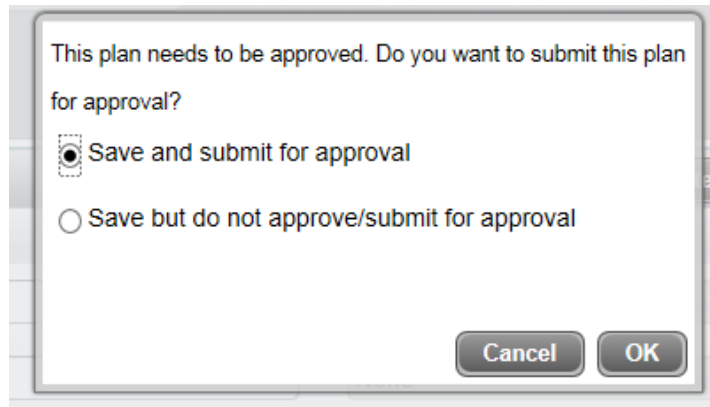 This plan needs to be approved. Do you want to submit this plan
for approval?
Save and submit for approval
Save but do not approve/submit for approval
Cancel
OK